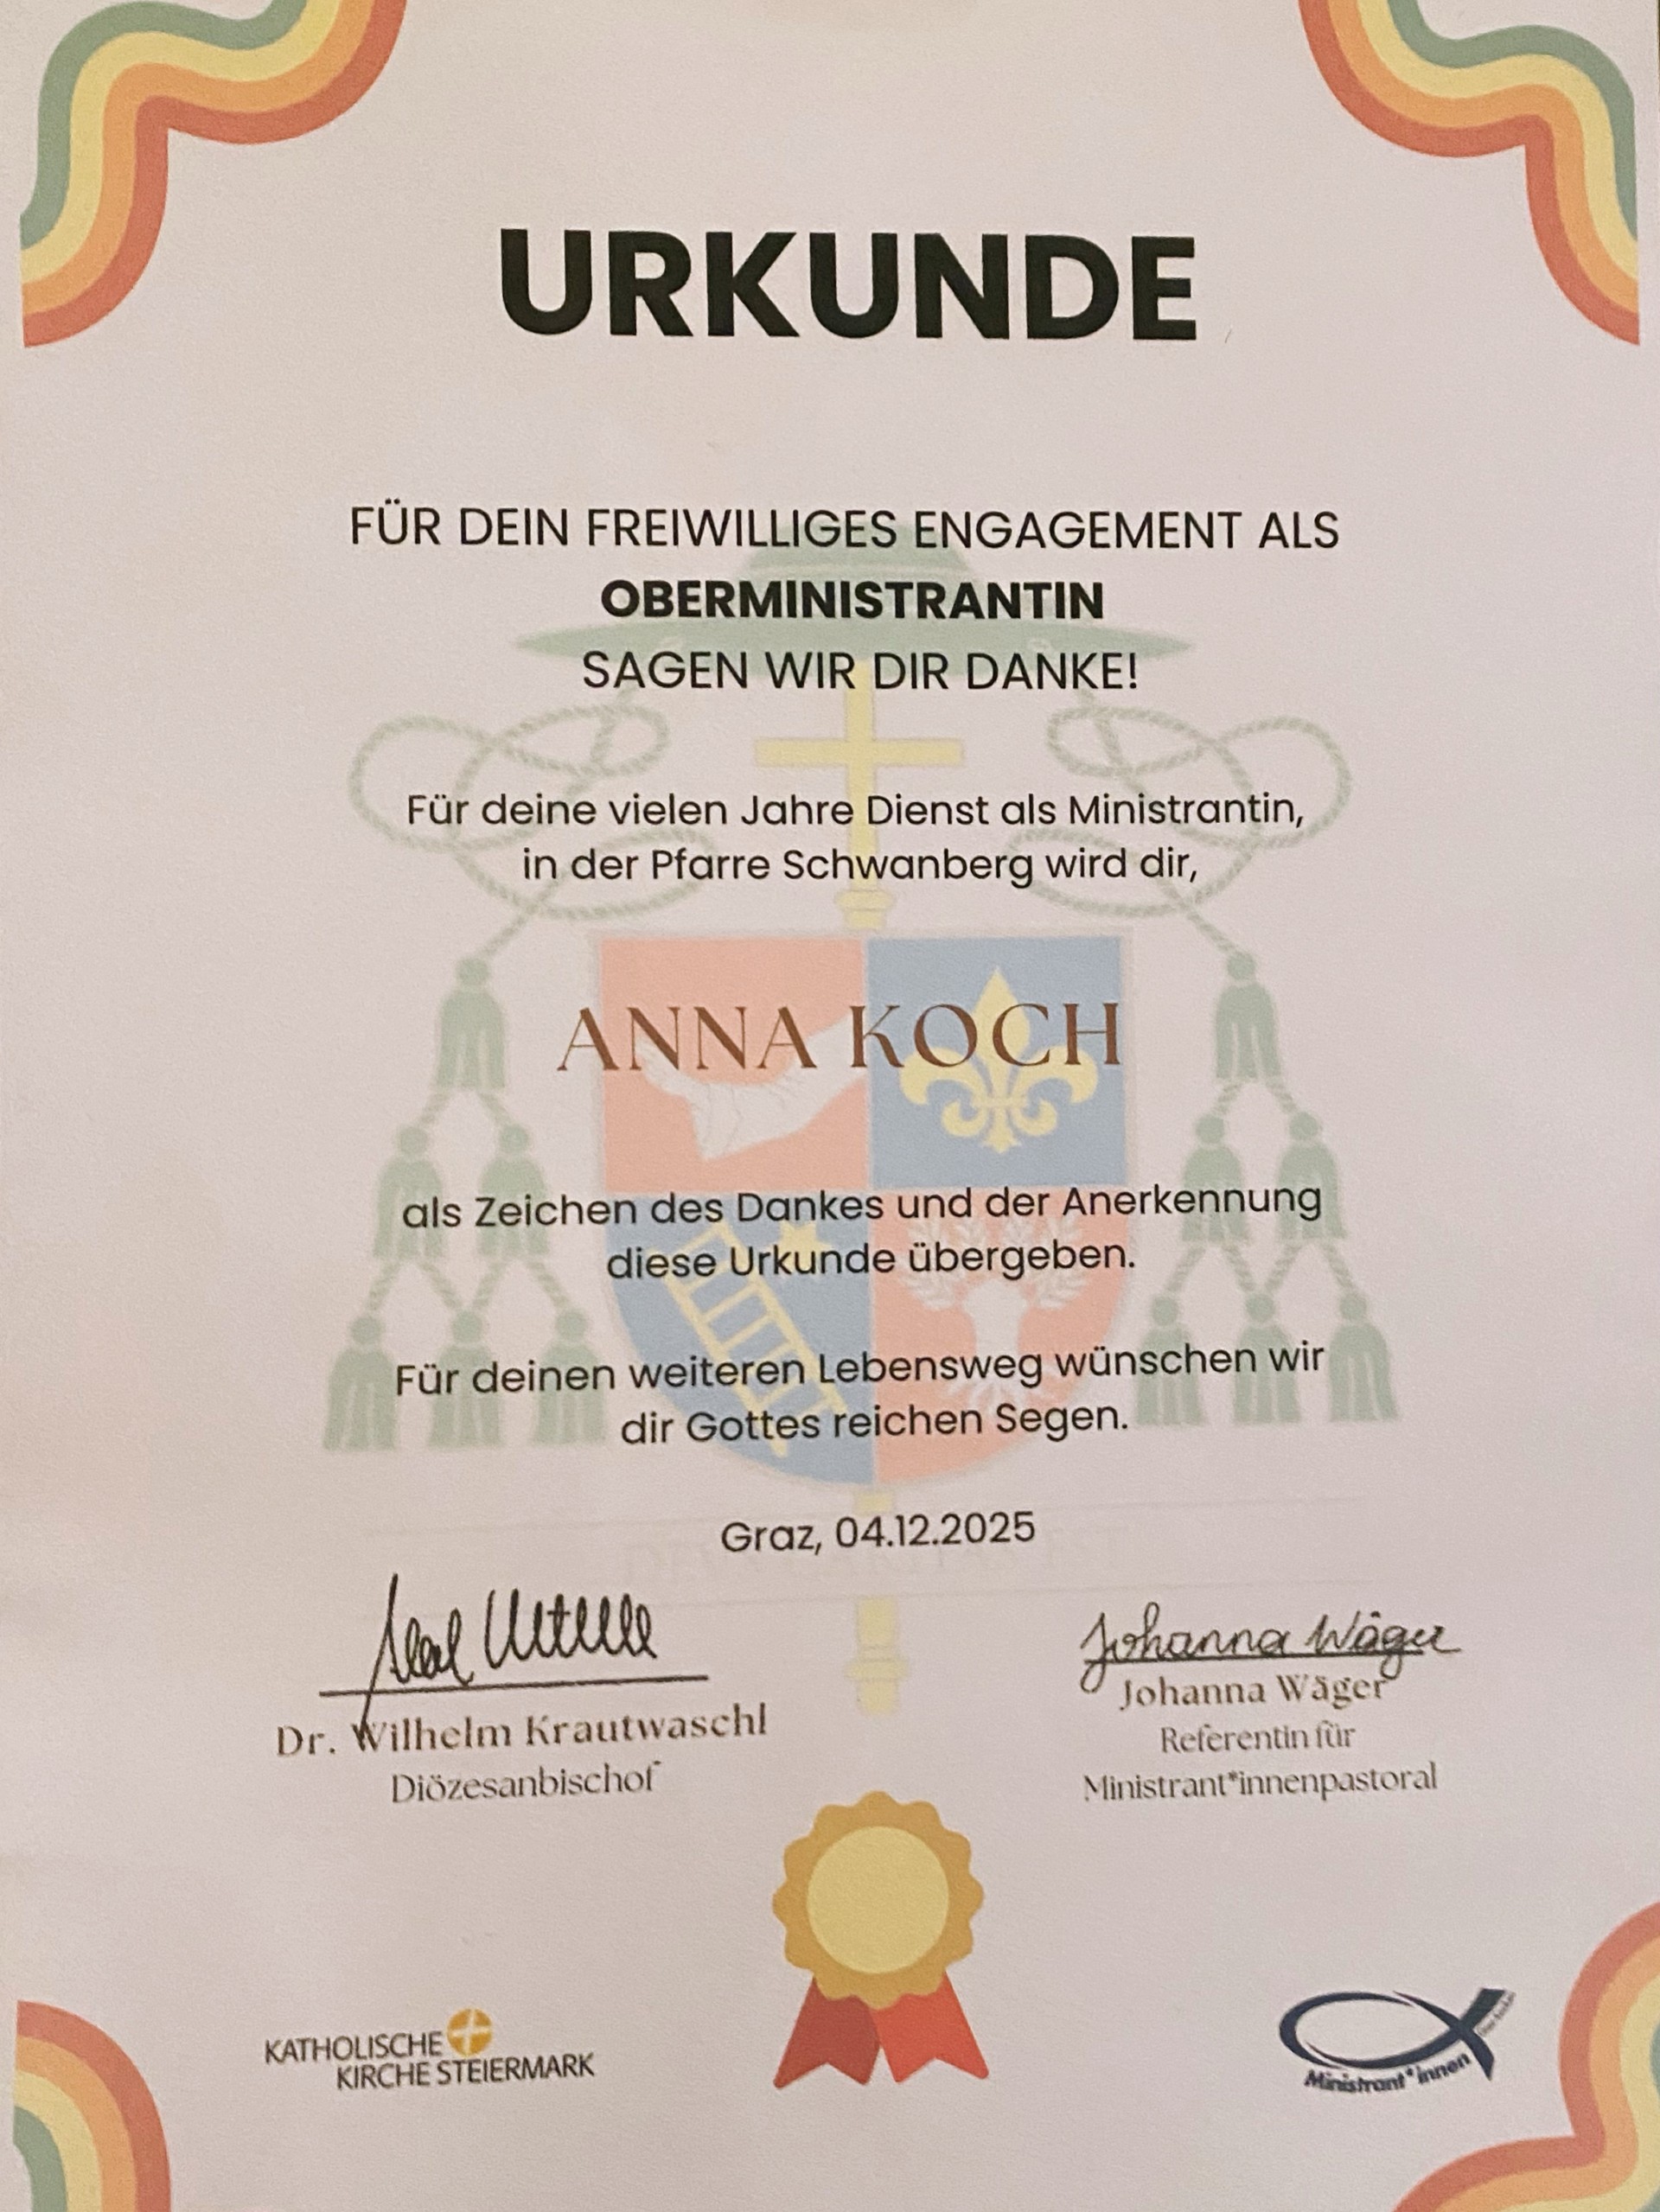 URKUNDE
FÜR DEIN FREIWILLIGES ENGAGEMENT ALS
OBERMINISTRANTIN
SAGEN WIR DIR DANKE!
Für deine vielen Jahre Dienst als Ministrantin,
in der Pfarre Schwanberg wird dir,
ANNA KOCH
als Zeichen des Dankes und der Anerkennung
diese Urkunde übergeben.
Für deinen weiteren Lebensweg wünschen wir
dir Gottes reichen Segen.
Graz, 04.12.2025
Johanna Wäger
Dr. Wilhelm Krautwaschl
Diözesanbischof
Johanna Wäger
Referentin für
Ministrant*innenpastoral
KATHOLISCHE
KIRCHE STEIERMARK
Ministrant*innen